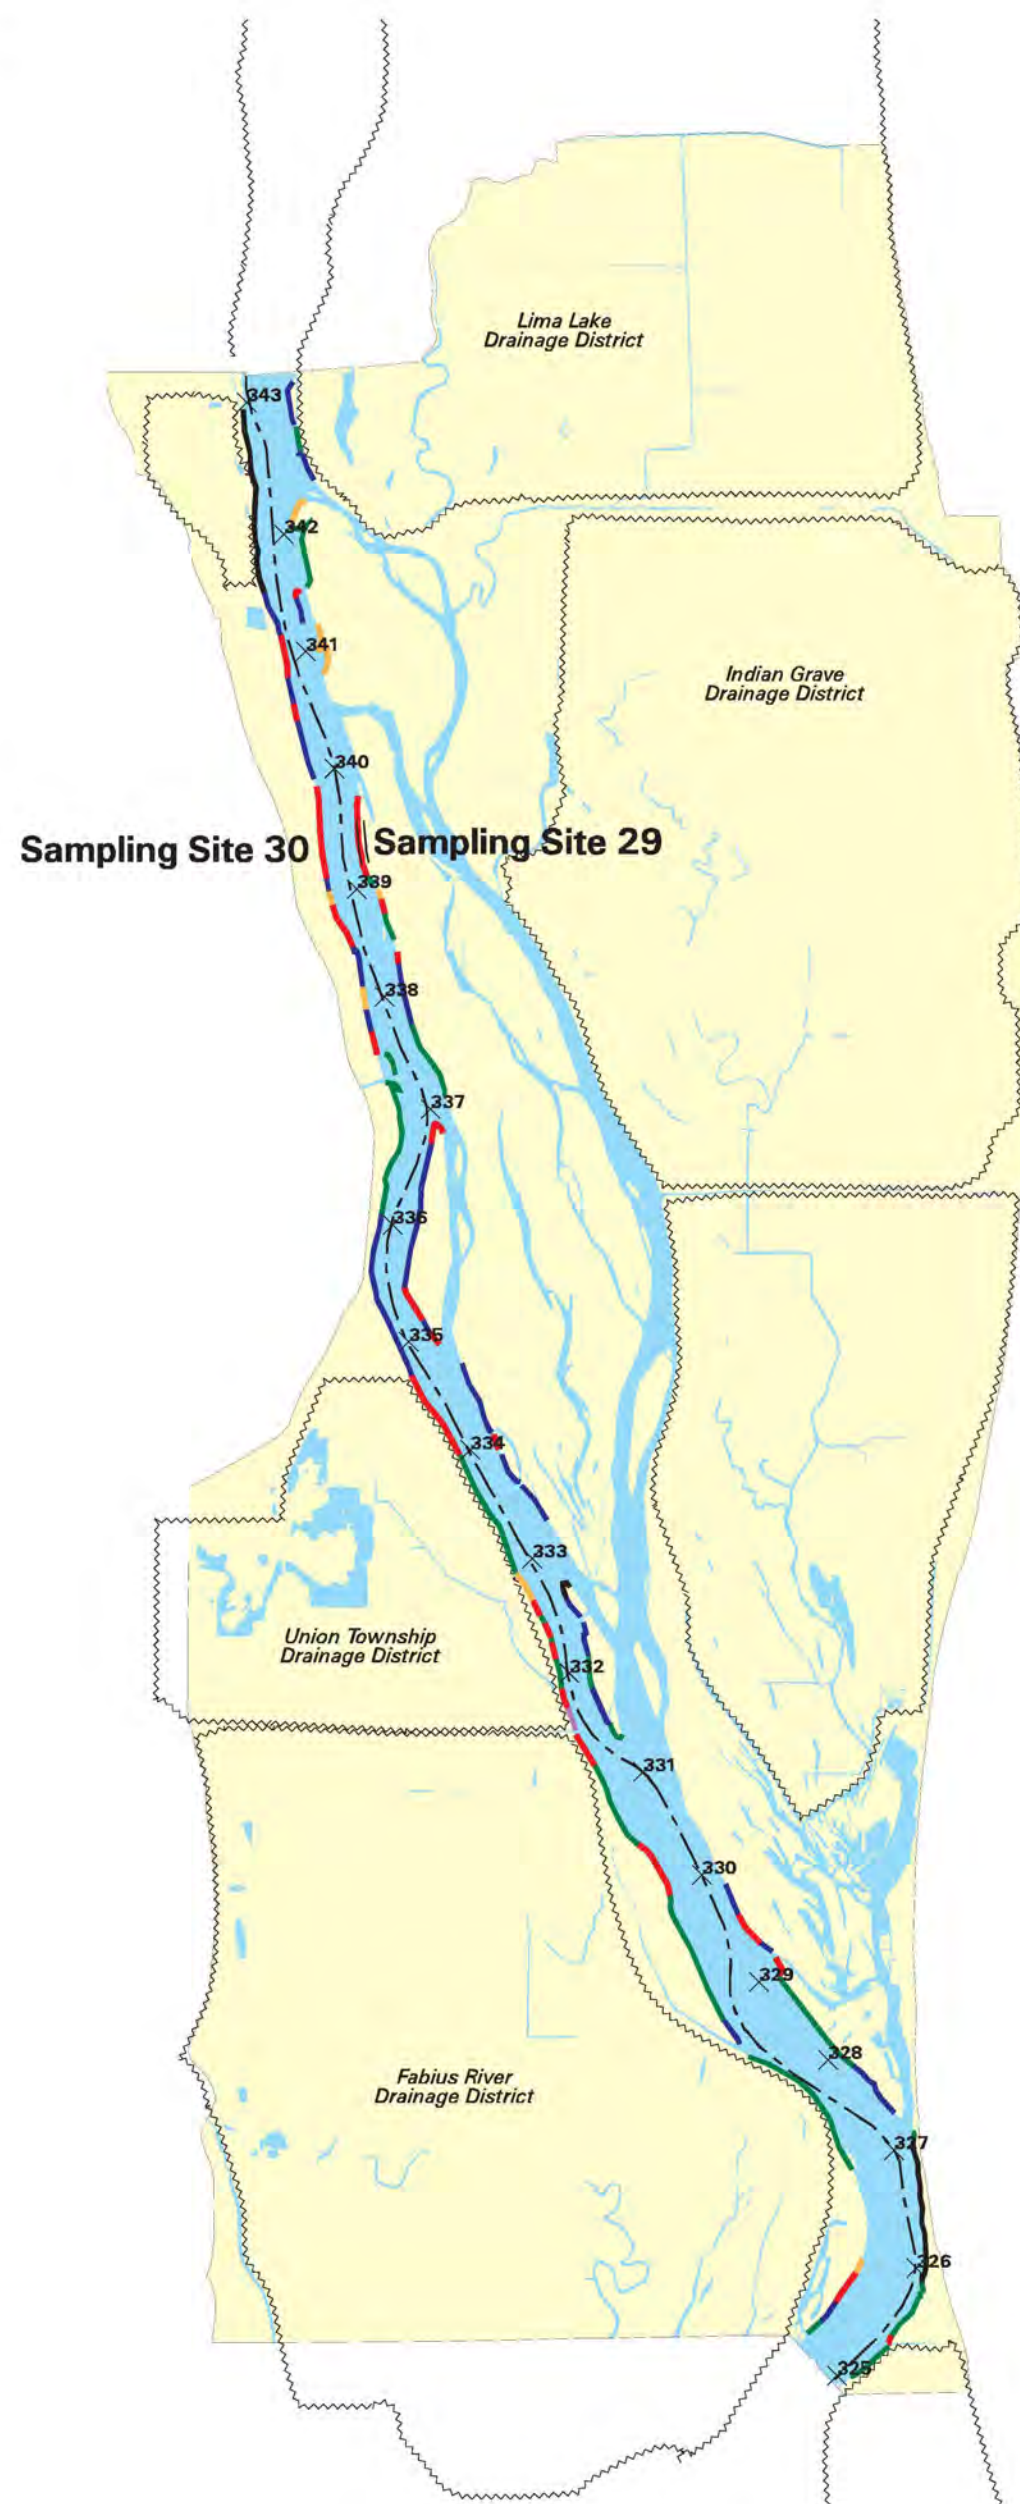 Lima Lake
Drainage District
343
342
341
Indian Grave
Drainage District
340
Sampling Site 30
Sampling Site 29
339
338
337
336
335
334
333
Union Township
Drainage District
332
331
330
329
328
Fabius River
Drainage District
327
326
325